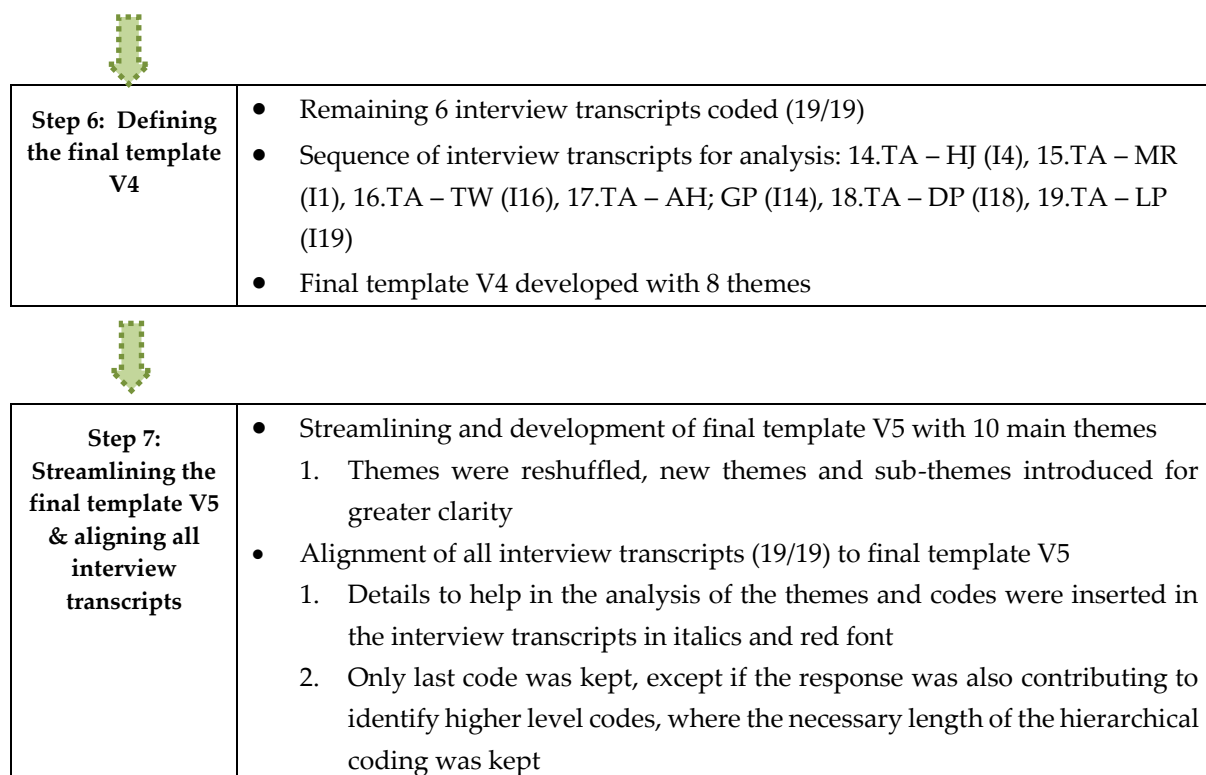 Step 6: Defining
the final template
V4
• Remaining 6 interview transcripts coded (19/19)
• Sequence of interview transcripts for analysis: 14.TA – HJ (I4), 15.TA – MR
(I1), 16.TA – TW (I16), 17.TA – AH; GP (I14), 18.TA – DP (I18), 19.TA – LP
(I19)
• Final template V4 developed with 8 themes
Step 7:
Streamlining the
final template V5
& aligning all
interview
transcripts
• Streamlining and development of final template V5 with 10 main themes
1. Themes were reshuffled, new themes and sub-themes introduced for
greater clarity
• Alignment of all interview transcripts (19/19) to final template V5
1. Details to help in the analysis of the themes and codes were inserted in
the interview transcripts in italics and red font
2. Only last code was kept, except if the response was also contributing to
identify higher level codes, where the necessary length of the hierarchical
coding was kept